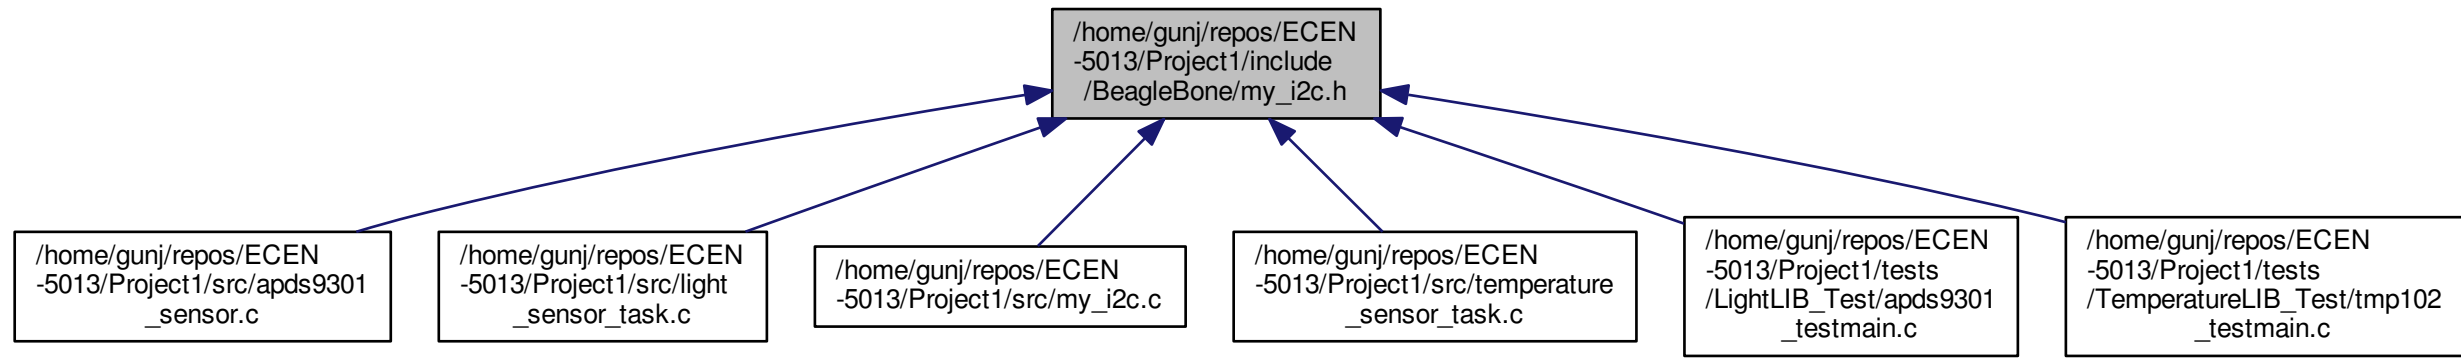 /home/gunj/repos/ECEN
-5013/Project1/include
/BeagleBone/my_i2c.h
/home/gunj/repos/ECEN
-5013/Project1/src/apds9301
_sensor.c
/home/gunj/repos/ECEN
-5013/Project1/src/light
_sensor_task.c
/home/gunj/repos/ECEN
-5013/Project1/src/my_i2c.c
/home/gunj/repos/ECEN
-5013/Project1/src/temperature
_sensor_task.c
/home/gunj/repos/ECEN
-5013/Project1/tests
/LightLIB_Test/apds9301
_testmain.c
/home/gunj/repos/ECEN
-5013/Project1/tests
/TemperatureLIB_Test/tmp102
_testmain.c